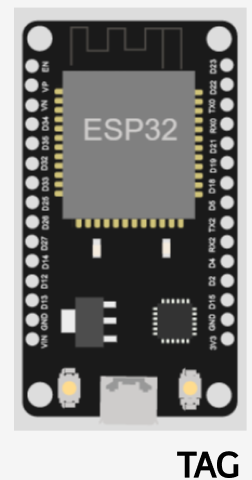 ESP32
EN
VP
VN
D34
D35
D32
D33
D25
D26
D27
D14
D12
D13
GND
VIN
D23
D22
TX0
RX0
D21
D19
D18
D5
TX2
RX2
D4
D2
D15
GND
3V3
TAG